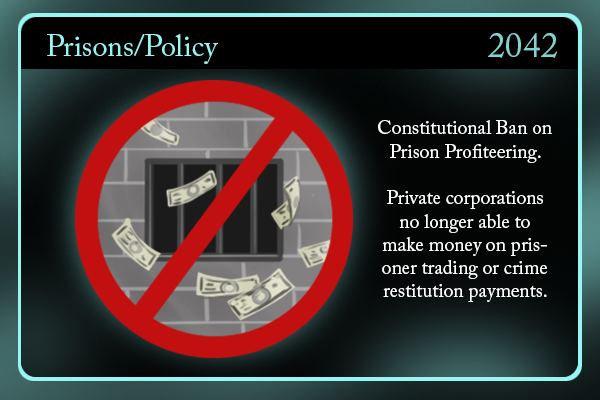 Prisons/Policy
2042
Constitutional Ban on
Prison Profiteering.
Private corporations
no longer able to
make money on pris-
oner trading or crime
restitution payments.